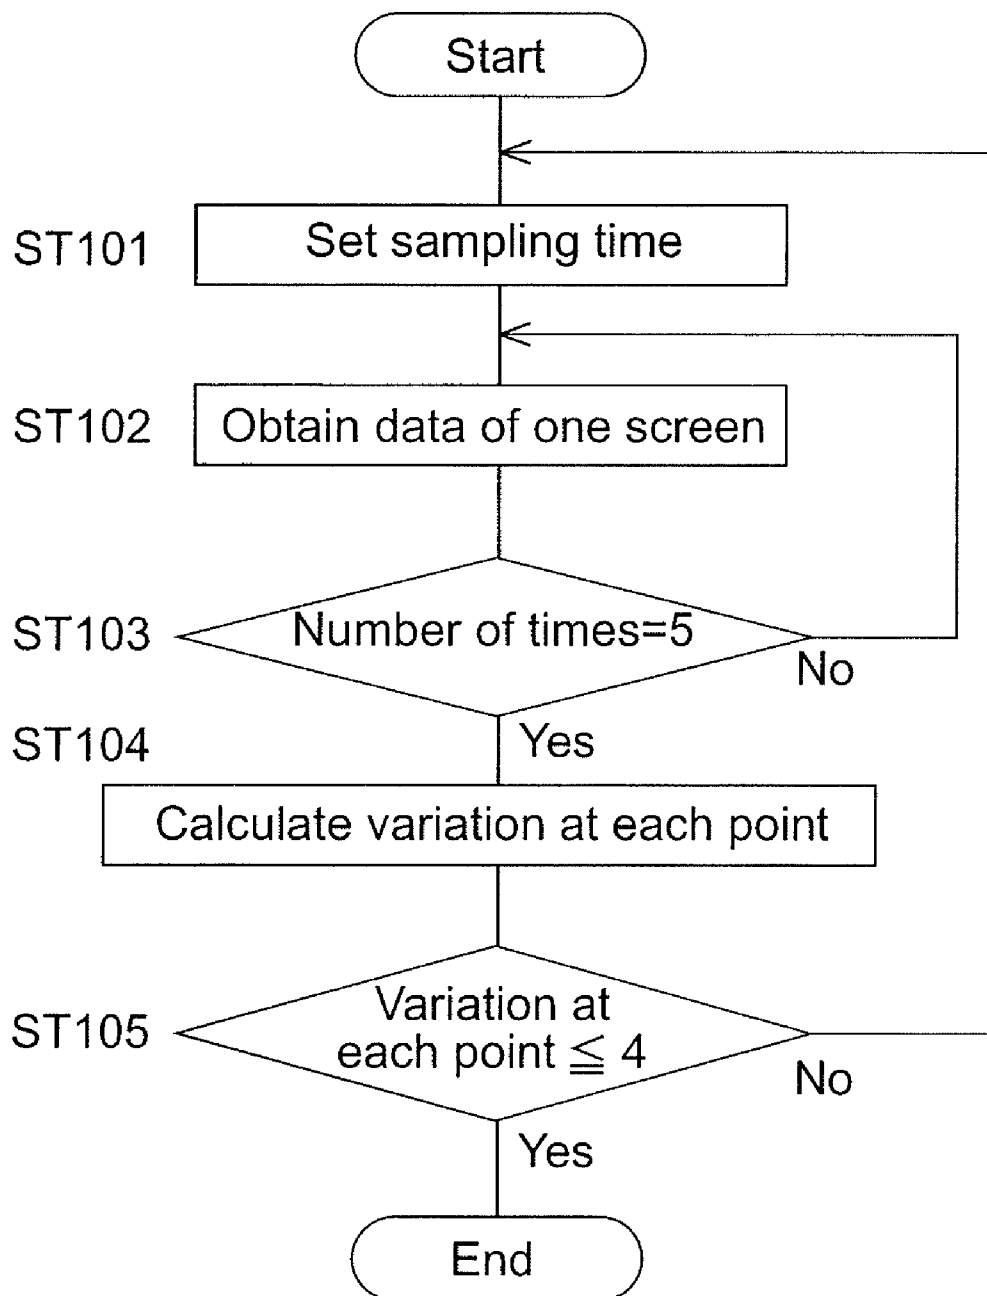 Start
ST101
Set sampling time
ST102
Obtain data of one screen
ST103
Number of times=5
No
Yes
ST104
Calculate variation at each point
ST105
Variation at
each point ≦ 4
No
Yes
End